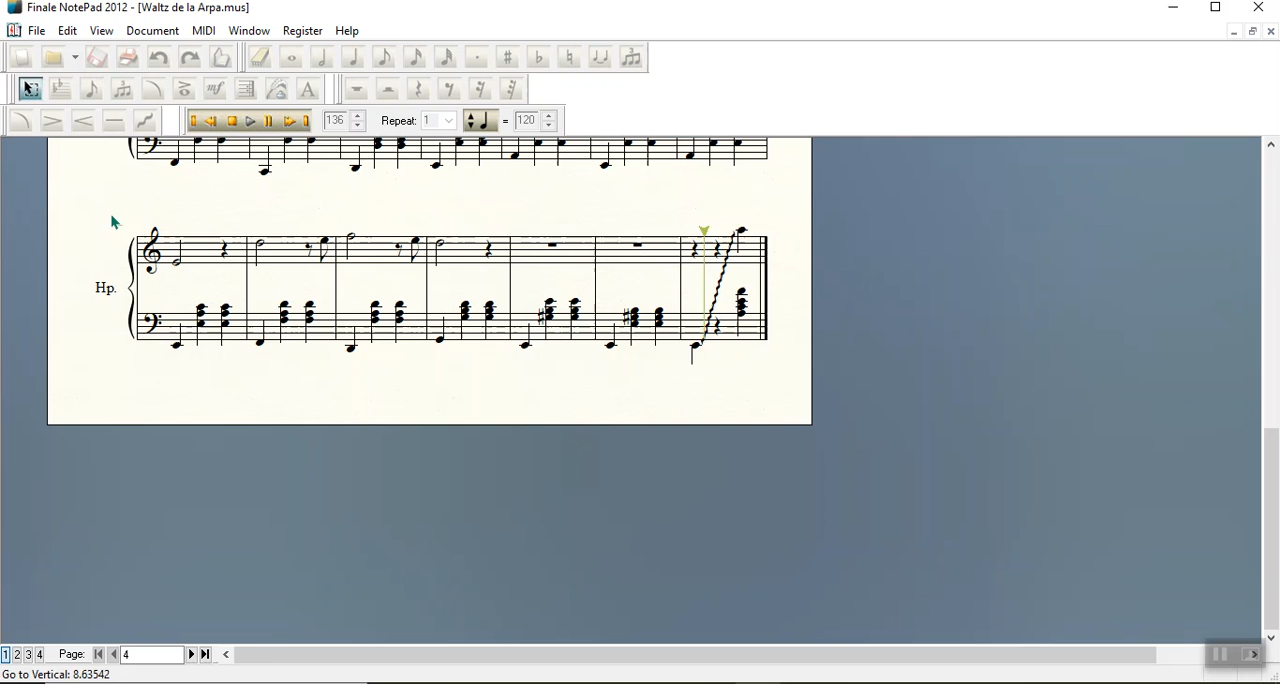 Finale NotePad 2012 - [Waltz de la Arpa.mus]
File Edit View Document MIDI Window Register Help
mf A
136 Repeat: 1 = 120
Hp.
1 2 3 4 Page: 4
Go to Vertical: 8.63542